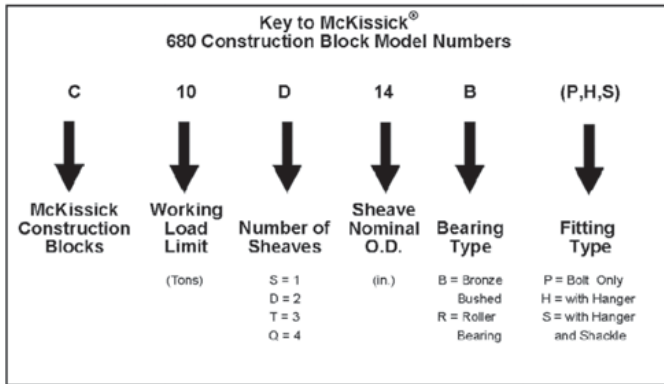 Key to McKissick®
680 Construction Block Model Numbers
C 10 D 14 B (P,H,S)
McKissick Construction Blocks
Working Load Limit
(Tons)
Number of Sheaves
S = 1
D = 2
T = 3
Q = 4
Sheave Nominal O.D.
(in.)
Bearing Type
B = Bronze
Bushed
R = Roller
Bearing
Fitting Type
P = Bolt Only
H = with Hanger
S = with Hanger
and Shackle